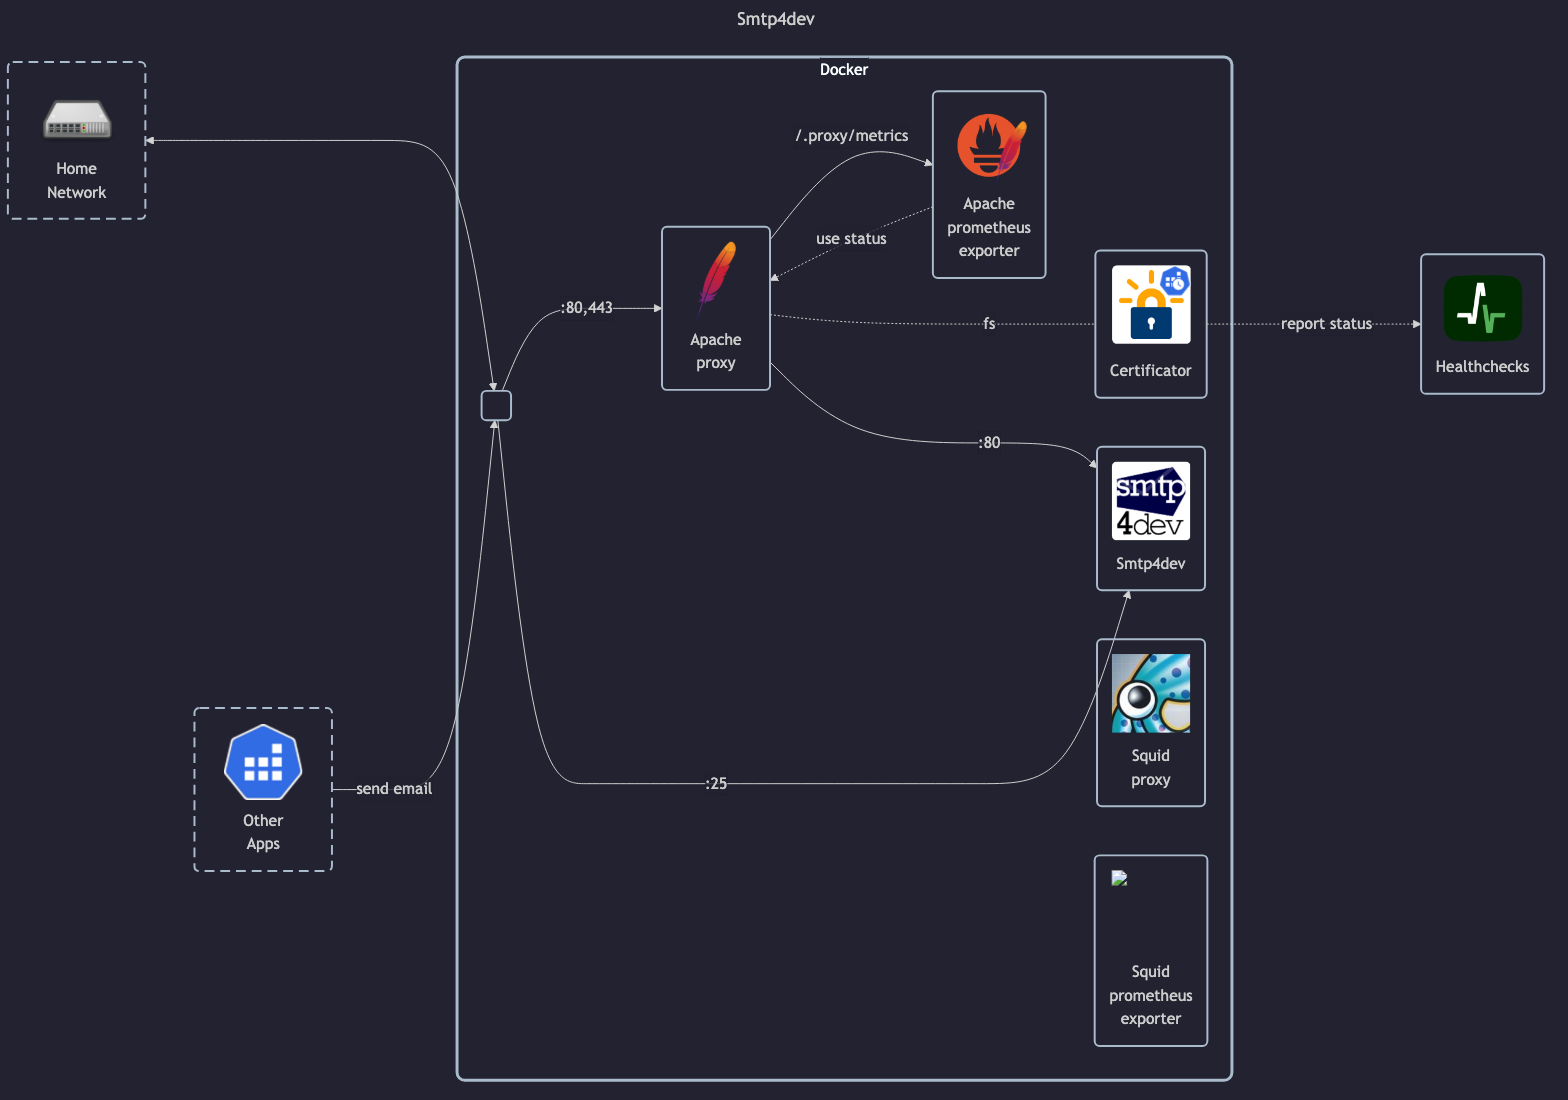 Smtp4dev
Docker
Home
Network
/.proxy/metrics
Apache
prometheus
exporter
use status
:80,443
Apache
proxy
fs
Certificator
report status
Healthchecks
:80
smtp
4dev
Smtp4dev
Squid
proxy
:25
send email
Other
Apps
Squid
prometheus
exporter